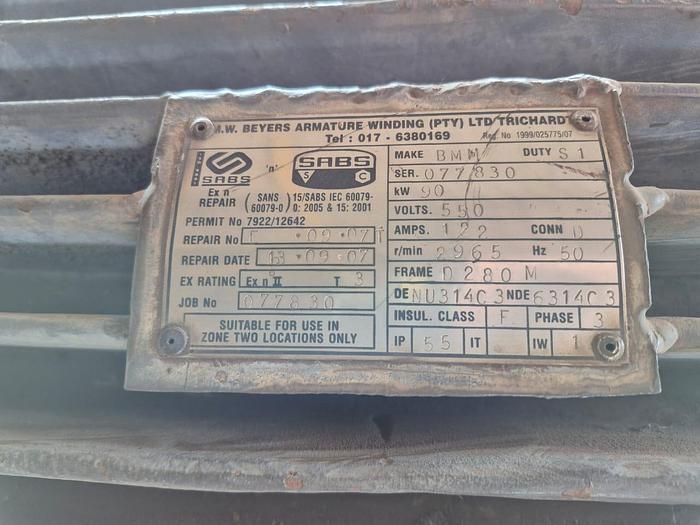 .W. BEYERS ARMATURE WINDING (PTY) LTD TRICHARDT
Tel : 017 - 6380169
Reg. No 1999/025775/07
SABS
'n'
SABS
S C
Ex n REPAIR ( SANS 60079-0 ) 15/SABS IEC 60079-0: 2005 & 15: 2001
PERMIT No 7922/12642
REPAIR No 09.07
REPAIR DATE 13.09.07
EX RATING Ex n II T 3
JOB No 077830
SUITABLE FOR USE IN
ZONE TWO LOCATIONS ONLY
MAKE BMM DUTY S1
SER. 077830
kW 90
VOLTS. 550
AMPS. 122 CONN D
r/min 2965 Hz 50
FRAME D280M
DE NU314C3 NDE 6314C3
INSUL. CLASS F PHASE 3
IP 55 IT IW 1